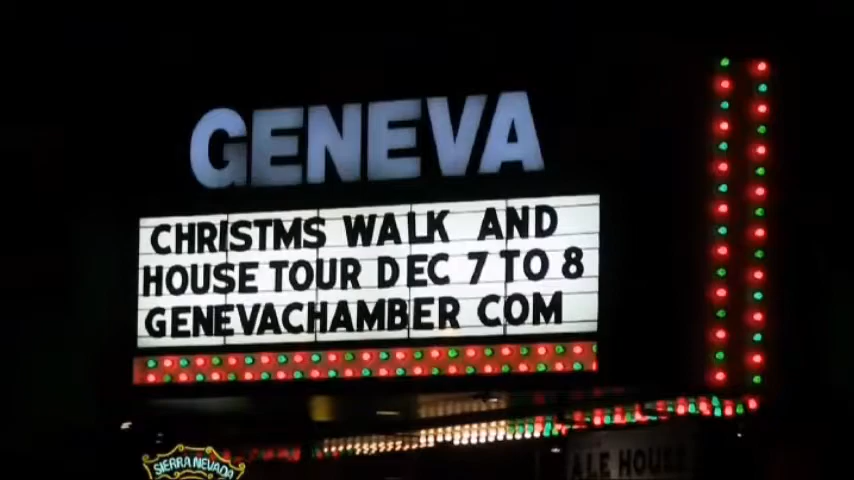 GENEVA
CHRISTMS WALK AND
HOUSE TOUR DEC 7 TO 8
GENEVACHAMBER COM
SIERRA NEVADA
ALE HOUSE